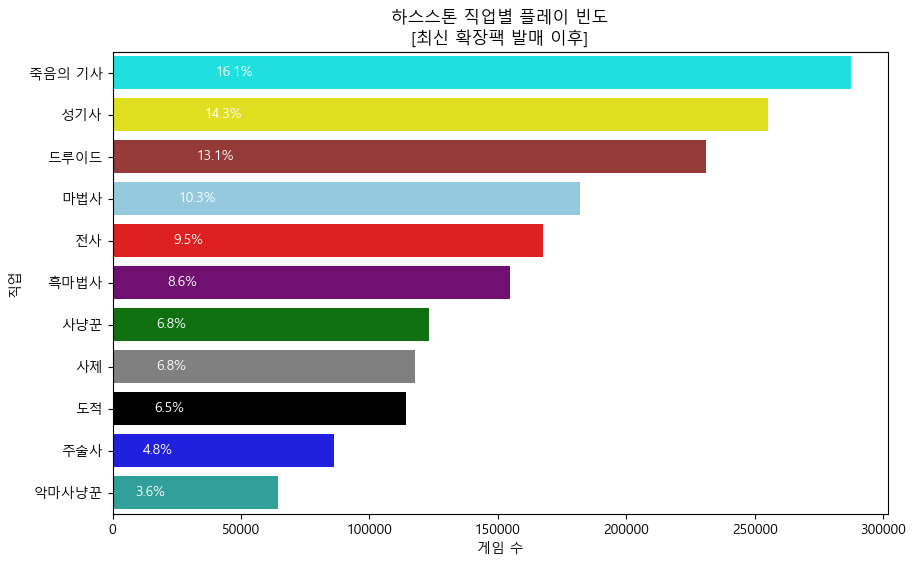 하스스톤 직업별 플레이 빈도
[최신 확장팩 발매 이후]
직업
죽음의 기사 16.1%
성기사 14.3%
드루이드 13.1%
마법사 10.3%
전사 9.5%
흑마법사 8.6%
사냥꾼 6.8%
사제 6.8%
도적 6.5%
주술사 4.8%
악마사냥꾼 3.6%
0 50000 100000 150000 200000 250000 300000
게임 수